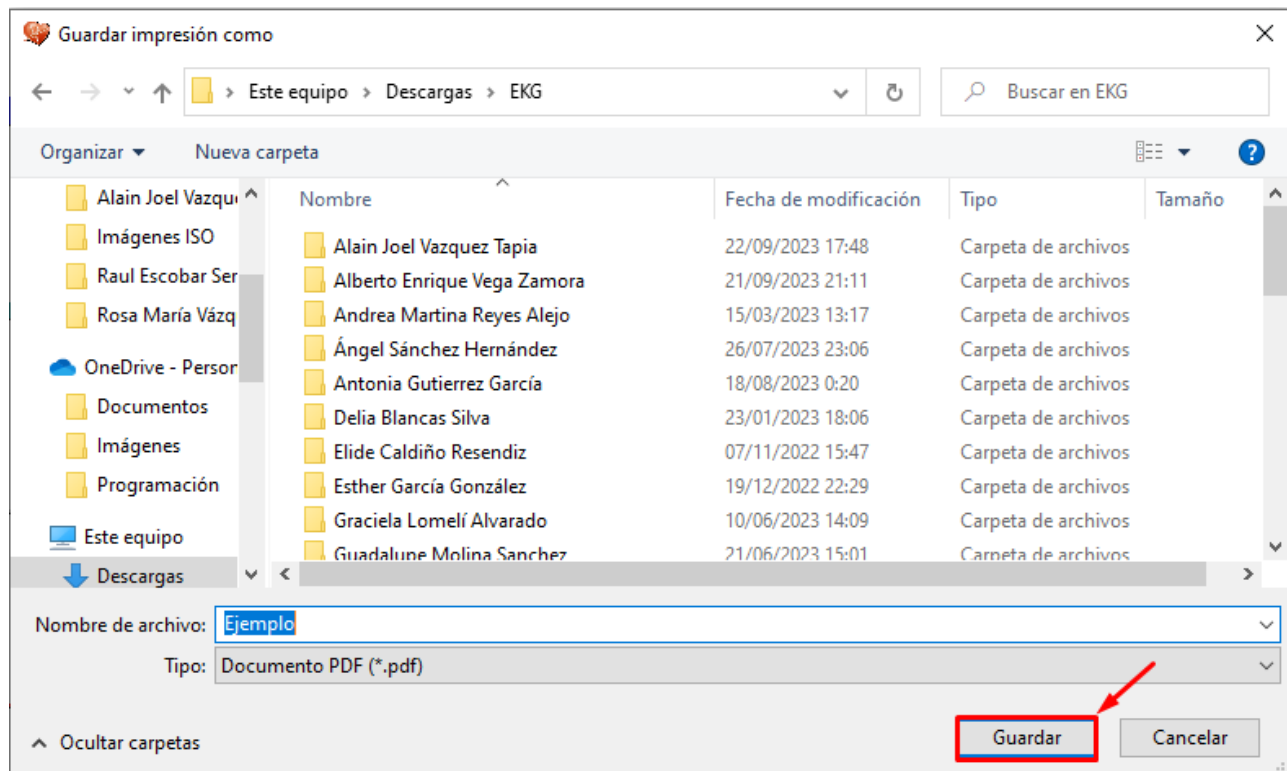 Guardar impresión como
Este equipo > Descargas > EKG
Buscar en EKG
Organizar
Nueva carpeta
Alain Joel Vazqu
Imágenes ISO
Raul Escobar Ser
Rosa María Vázq
OneDrive - Person
Documentos
Imágenes
Programación
Este equipo
Descargas
Nombre Fecha de modificación Tipo Tamaño
Alain Joel Vazquez Tapia 22/09/2023 17:48 Carpeta de archivos
Alberto Enrique Vega Zamora 21/09/2023 21:11 Carpeta de archivos
Andrea Martina Reyes Alejo 15/03/2023 13:17 Carpeta de archivos
Ángel Sánchez Hernández 26/07/2023 23:06 Carpeta de archivos
Antonia Gutierrez García 18/08/2023 0:20 Carpeta de archivos
Delia Blancas Silva 23/01/2023 18:06 Carpeta de archivos
Elide Caldiño Resendiz 07/11/2022 15:47 Carpeta de archivos
Esther García González 19/12/2022 22:29 Carpeta de archivos
Graciela Lomelí Alvarado 10/06/2023 14:09 Carpeta de archivos
Guadalupe Molina Sanchez 21/06/2023 15:01 Carpeta de archivos
Nombre de archivo: Ejemplo
Tipo: Documento PDF (*.pdf)
Ocultar carpetas
Guardar
Cancelar